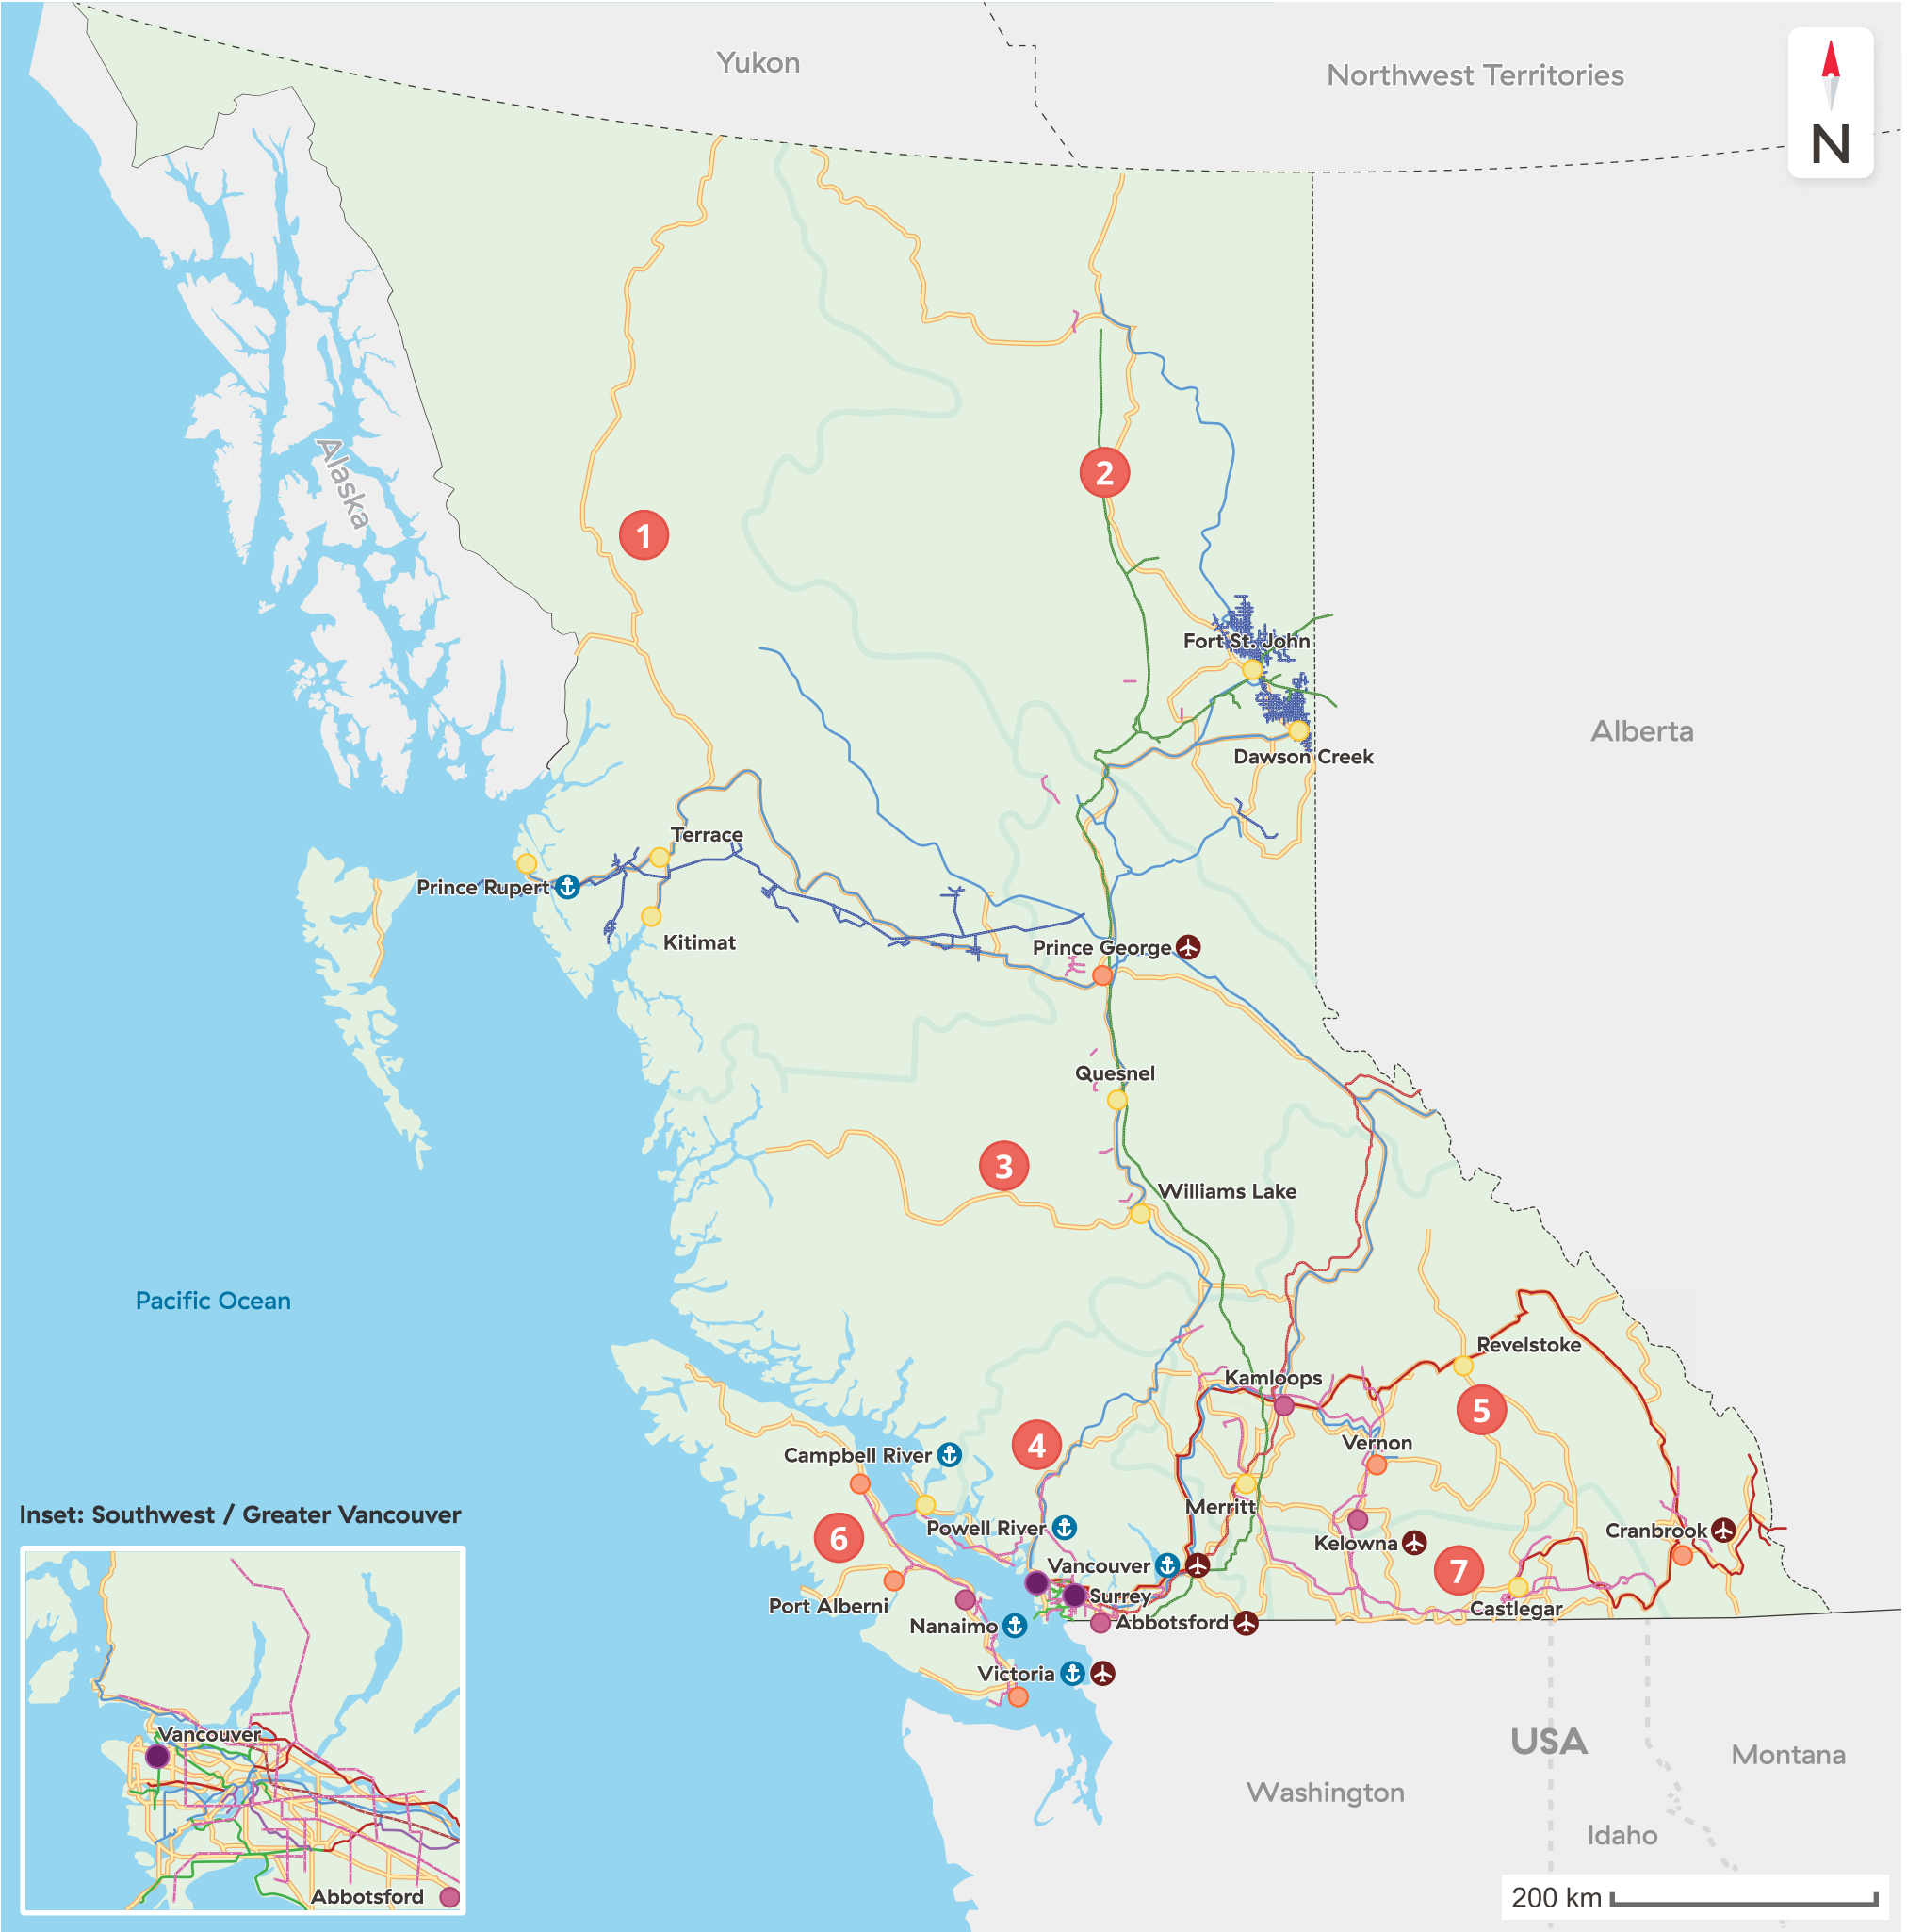 Yukon
Northwest Territories
N
Alaska
2
1
Fort St. John
Alberta
Dawson Creek
Terrace
Prince Rupert
Kitimat
Prince George
Quesnel
3
Williams Lake
Pacific Ocean
Revelstoke
Kamloops
5
4
Vernon
Campbell River
Merritt
Inset: Southwest / Greater Vancouver
Powell River
6
Kelowna
Cranbrook
Vancouver
7
Surrey
Port Alberni
Castlegar
Nanaimo
Abbotsford
Victoria
Vancouver
USA
Montana
Washington
Idaho
Abbotsford
200 km